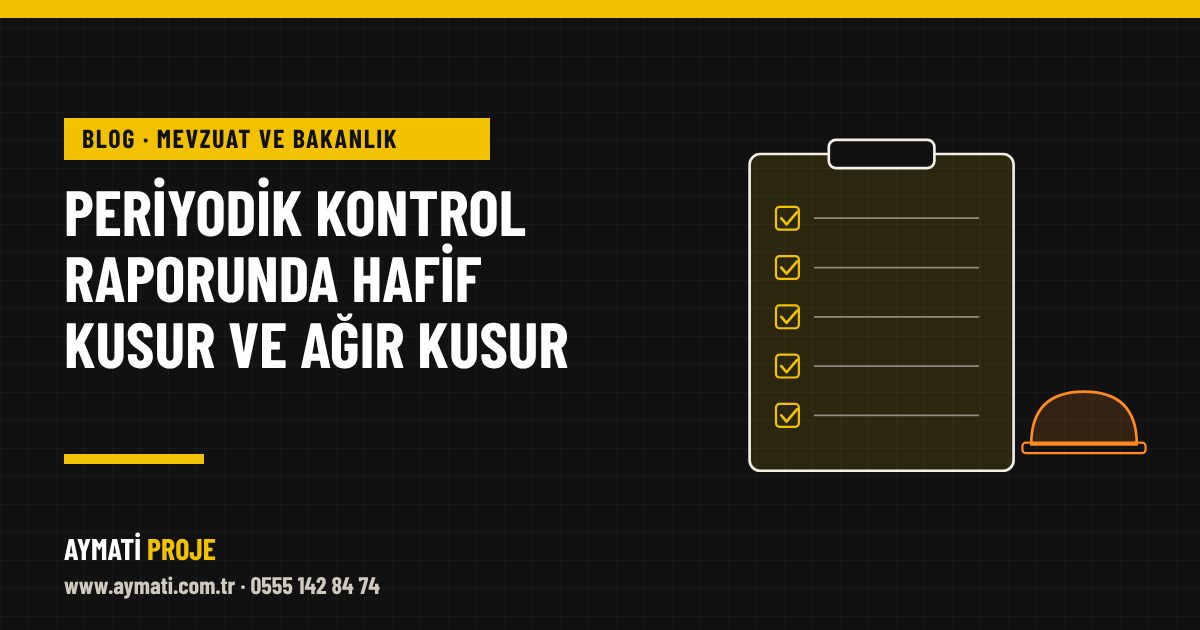 BLOG · MEVZUAT VE BAKANLIK
PERİYODİK KONTROL
RAPORUNDA HAFİF
KUSUR VE AĞIR KUSUR
AYMATİ PROJE
www.aymati.com.tr · 0555 142 84 74